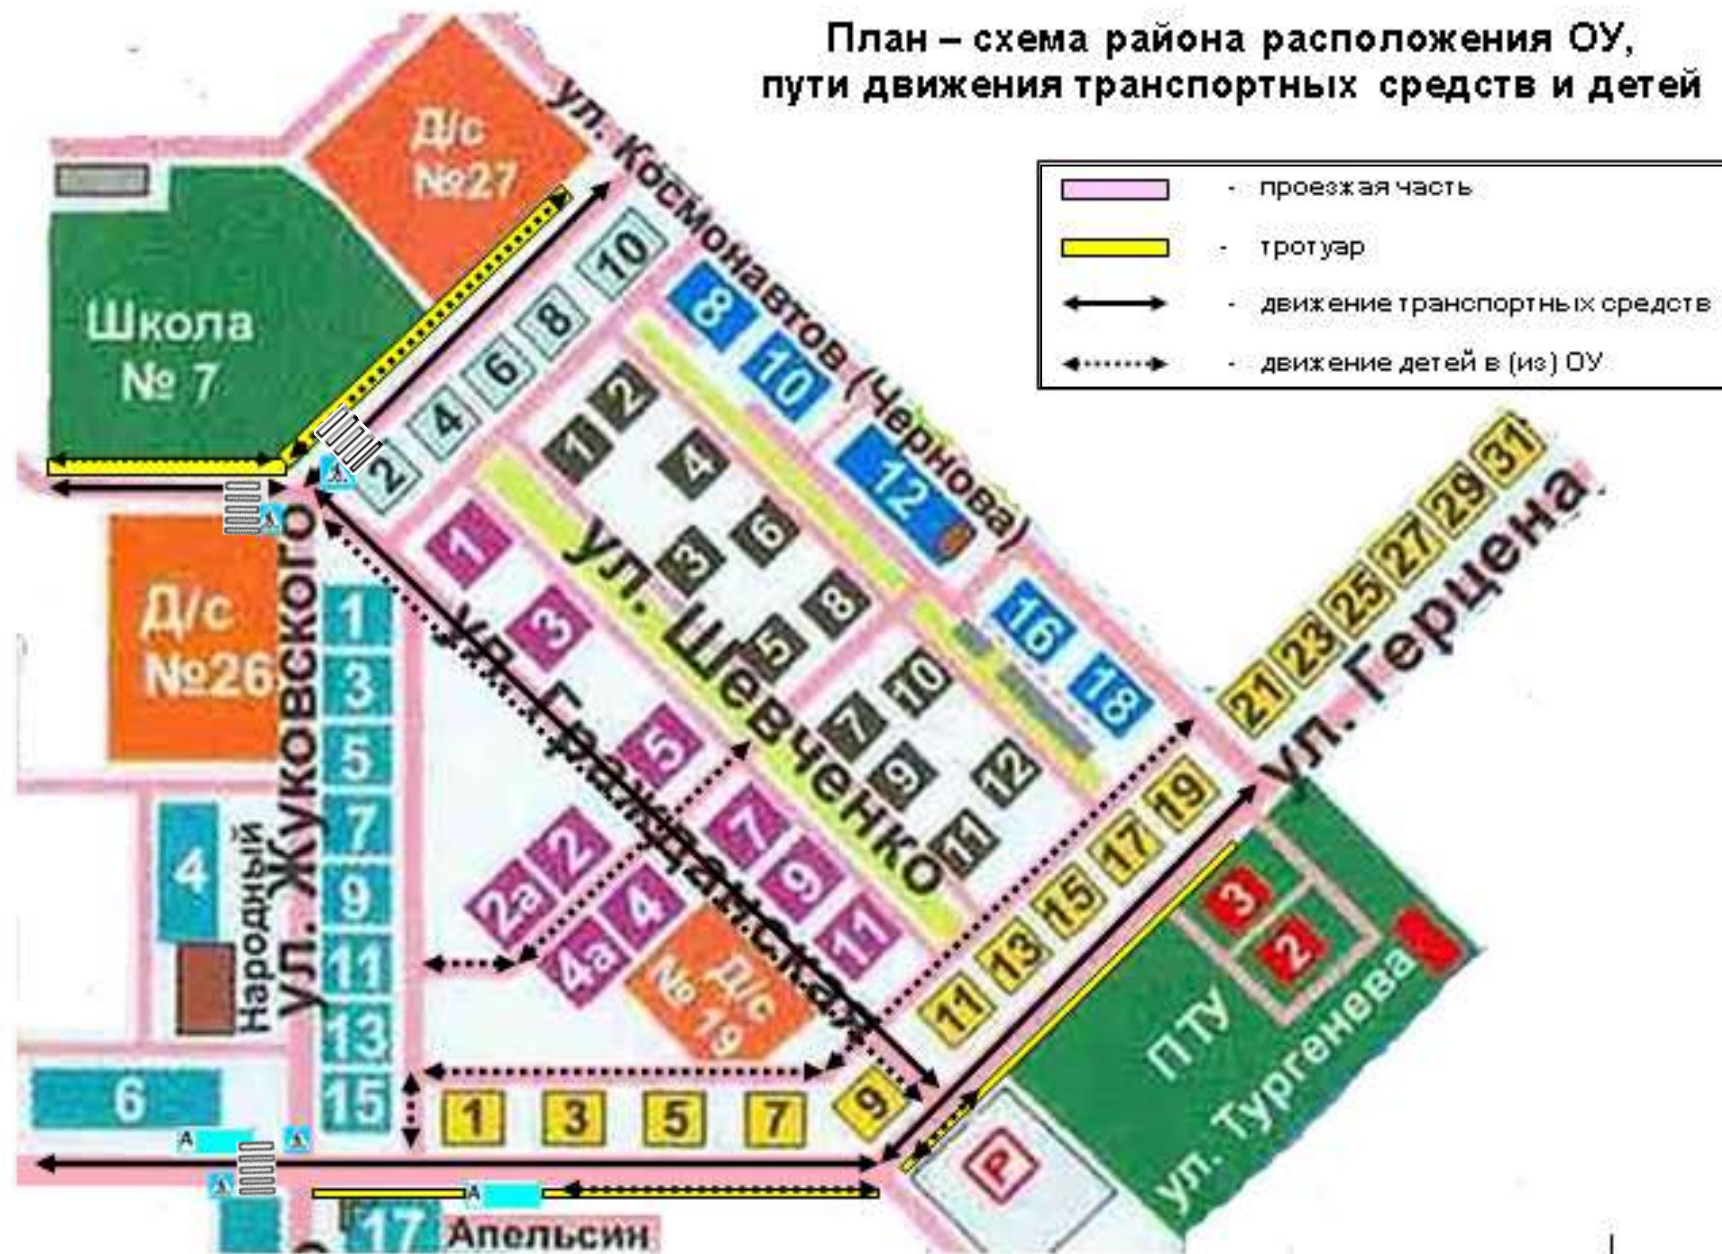 План – схема района расположения ОУ,
пути движения транспортных средств и детей
- проезжая часть
- тротуар
- движение транспортных средств
- движение детей в (из) ОУ
Д/с
№27
ул. Космонавтов (Чернова)
Школа
№ 7
2
4
6
8
10
8
10
12
16
18
1
2
4
3
6
5
8
7
10
9
12
11
ул. Шевченко
1
3
5
7
9
11
2а
2
4а
4
ул. Гражданская
Д/с
№ 19
Д/с
№26
ул. Жуковского
1
3
5
7
9
11
13
15
4
Народный
6
21
23
25
27
29
31
ул. Герцена
11
13
15
17
19
1
3
5
7
9
3
2
ПТУ
ул. Тургенева
Р
А
А
17
Апельсин